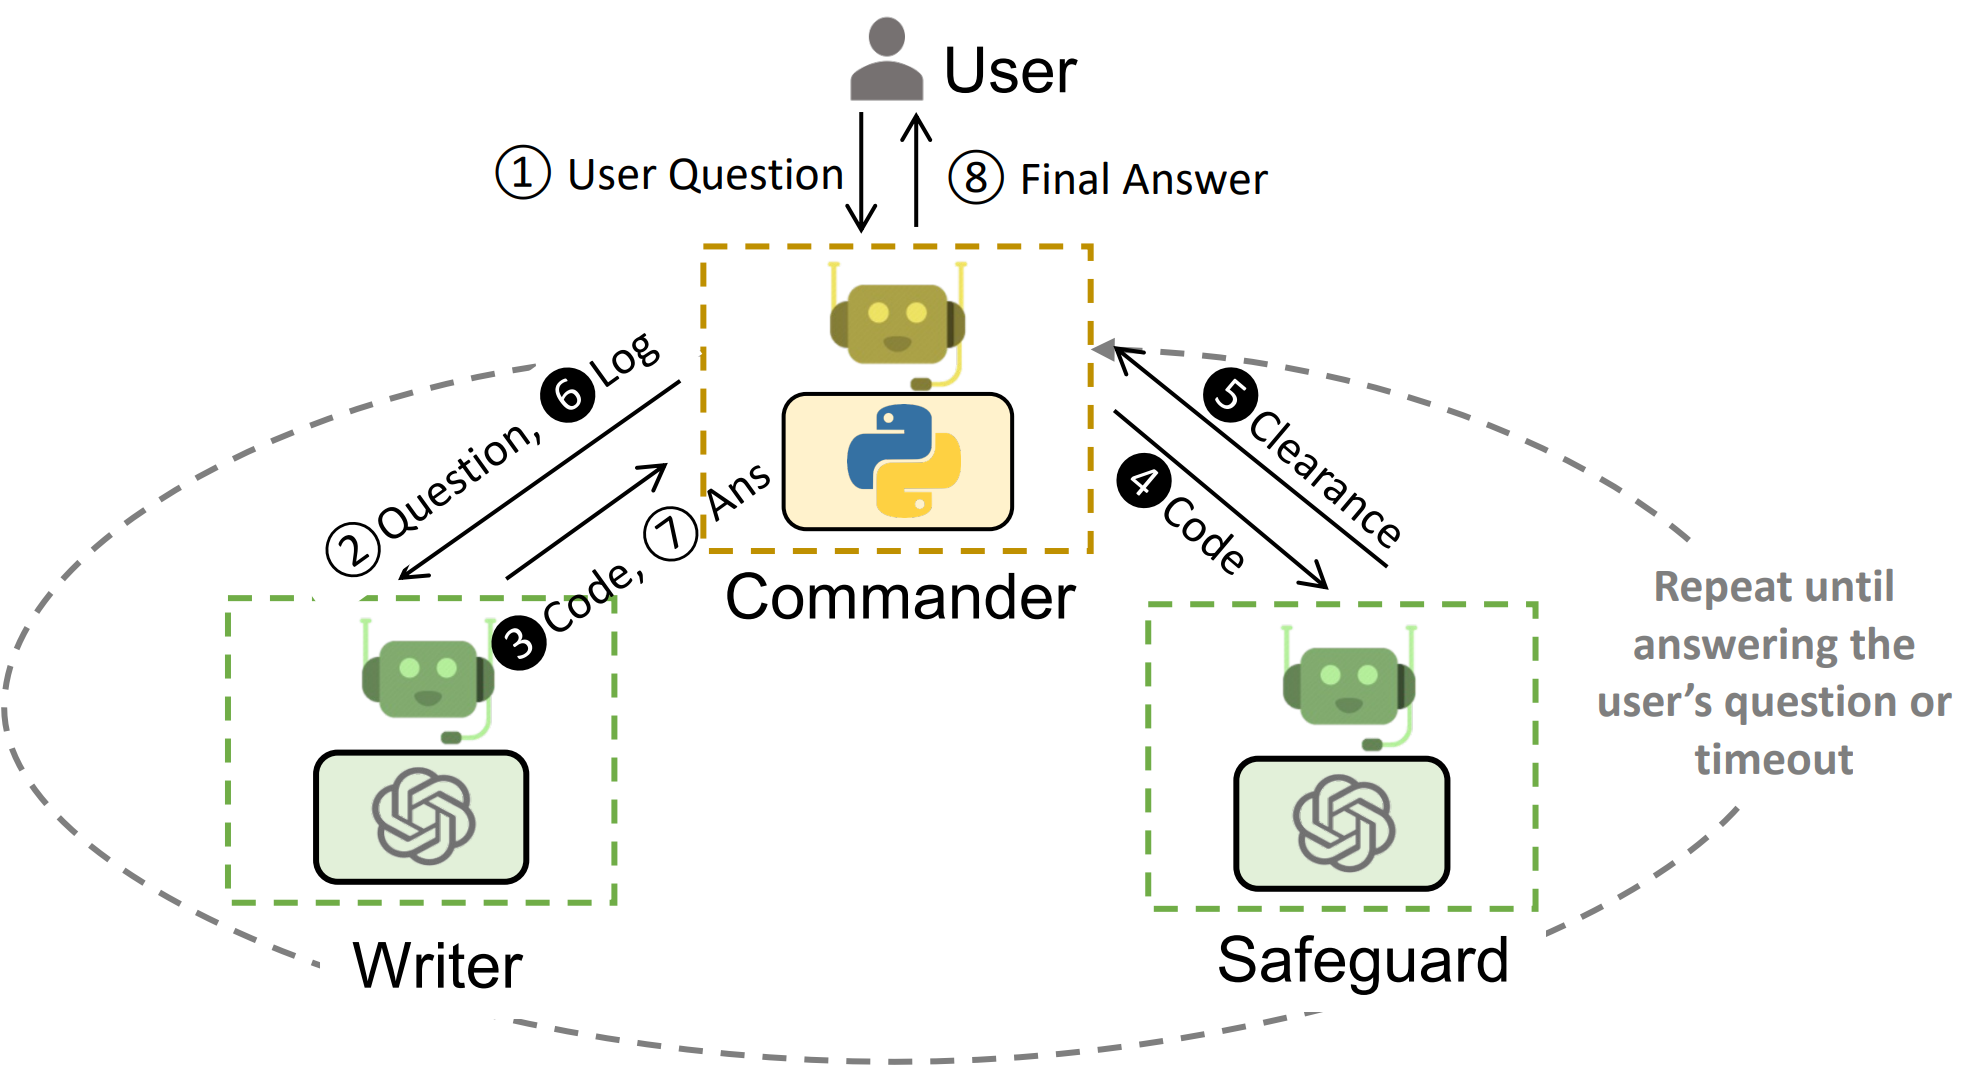 User
① User Question
⑧ Final Answer
② Question, ❻ Log
❸ Code, ⑦ Ans
❺ Clearance
❹ Code
Commander
Writer
Safeguard
Repeat until
answering the
user’s question or
timeout